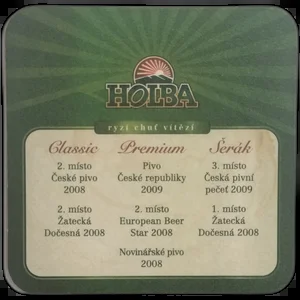 HOLBA
ryzí chuť vítězí
Classic Premium Šerák
2. místo
České pivo
2008
2. místo
Žatecká
Dočesná 2008
Pivo
České republiky
2009
2. místo
European Beer
Star 2008
Novinářské pivo
2008
3. místo
Česká pivní
pečeť 2009
1. místo
Žatecká
Dočesná 2008